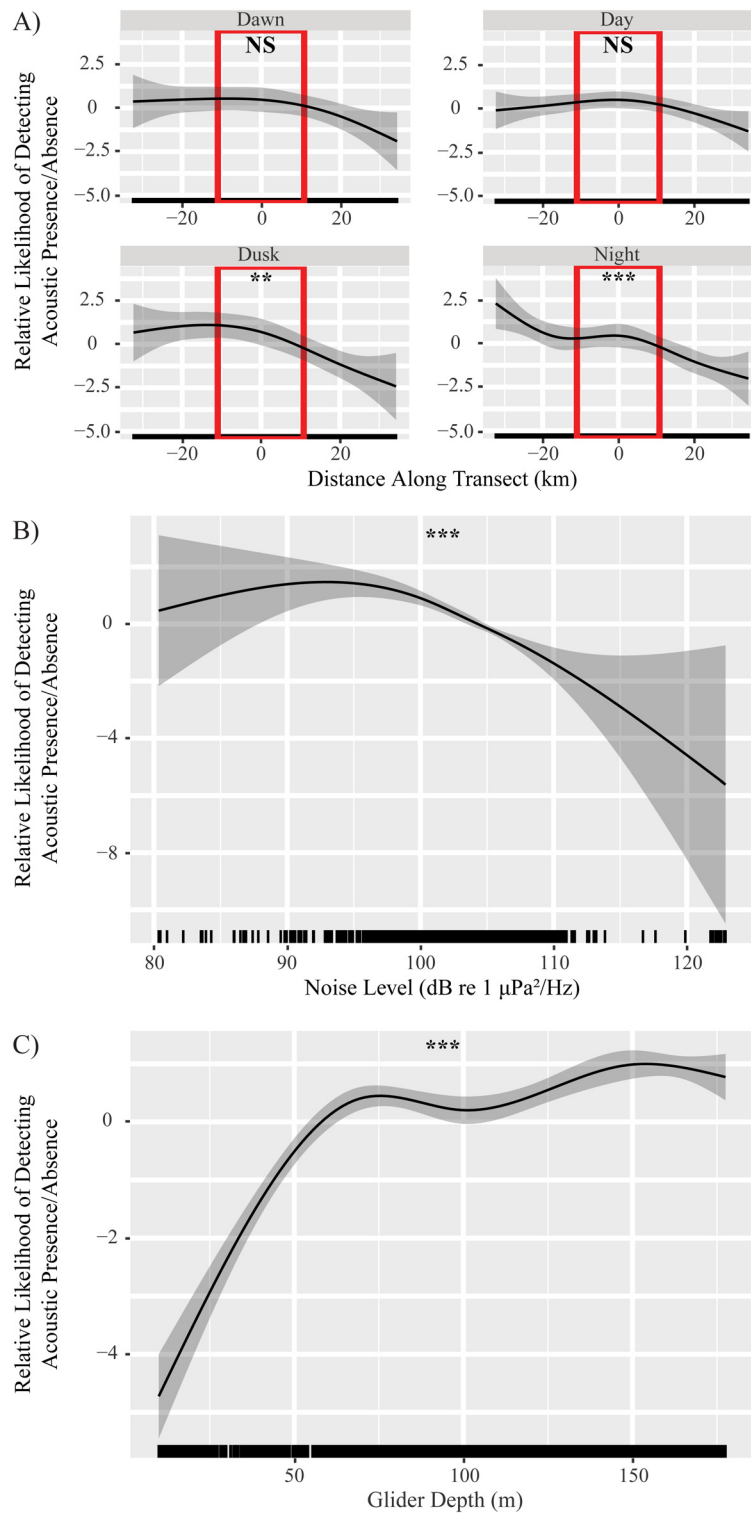 A)
Dawn
Day
NS
NS
2.5
0
−2.5
−5.0
−20
0
20
2.5
0
−2.5
−5.0
−20
0
20
Dusk
Night
**
***
2.5
0
−2.5
−5.0
−20
0
20
2.5
0
−2.5
−5.0
−20
0
20
Relative Likelihood of Detecting
Acoustic Presence/Absence
Distance Along Transect (km)
B)
***
Relative Likelihood of Detecting
Acoustic Presence/Absence
0
−4
−8
80
90
100
110
120
Noise Level (dB re 1 μPa²/Hz)
C)
***
Relative Likelihood of Detecting
Acoustic Presence/Absence
0
−2
−4
50
100
150
Glider Depth (m)